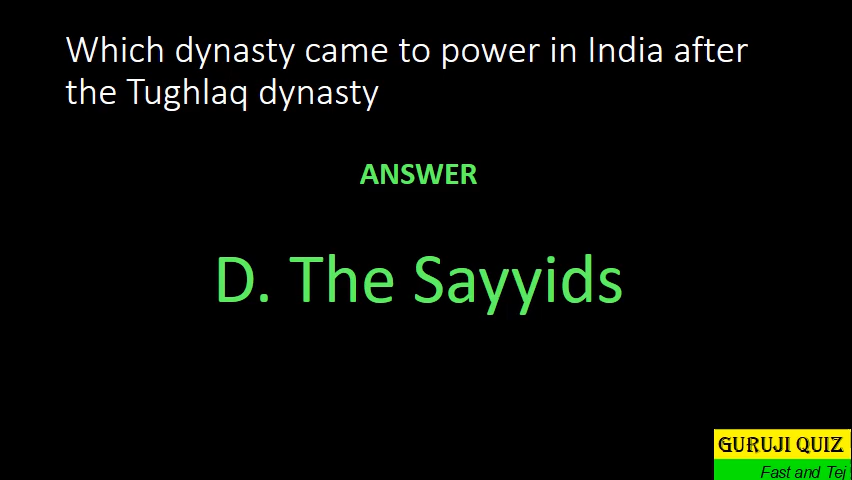 Which dynasty came to power in India after
the Tughlaq dynasty
ANSWER
D. The Sayyids
GURUJI QUIZ
Fast and Tej